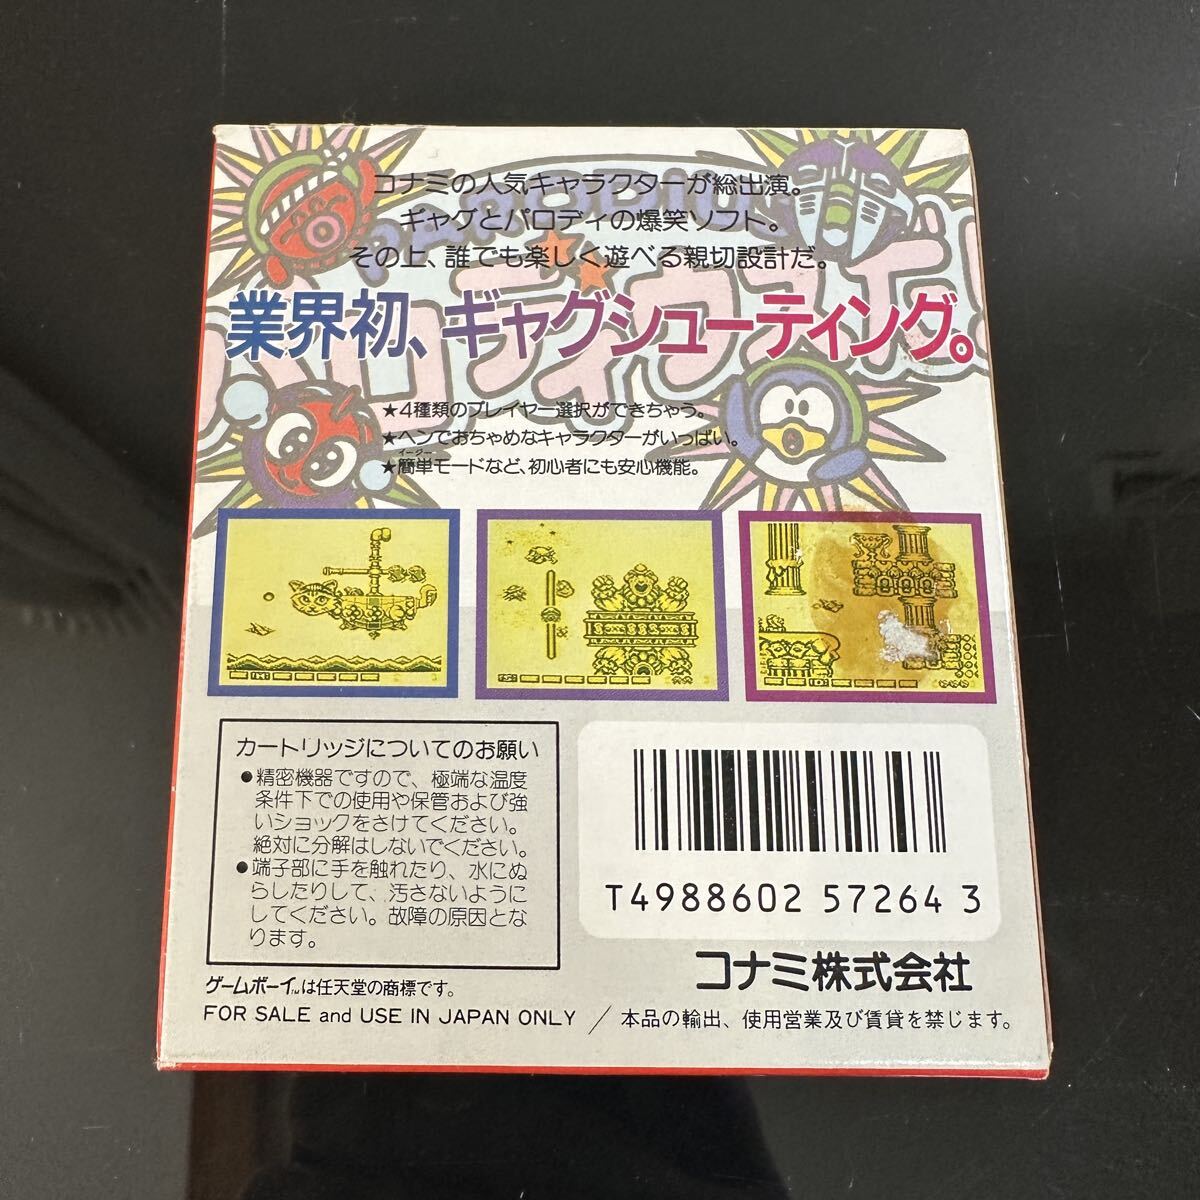 PARODIUS
パロディウスだ!
コナミの人気キャラクターが総出演。
ギャグとパロディの爆笑ソフト。
その上、誰でも楽しく遊べる親切設計だ。
業界初、ギャグシューティング。
★4種類のプレイヤー選択ができちゃう。
★ヘンでおちゃめなキャラクターがいっぱい。
イージー
★簡単モードなど、初心者にも安心機能。
カートリッジについてのお願い
●精密機器ですので、極端な温度
条件下での使用や保管および強
いショックをさけてください。
絶対に分解はしないでください。
●端子部に手を触れたり、水にぬ
らしたりして、汚さないように
してください。故障の原因とな
ります。
T4988602 57264 3
コナミ株式会社
ゲームボーイ™は任天堂の商標です。
FOR SALE and USE IN JAPAN ONLY / 本品の輸出、使用営業及び賃貸を禁じます。